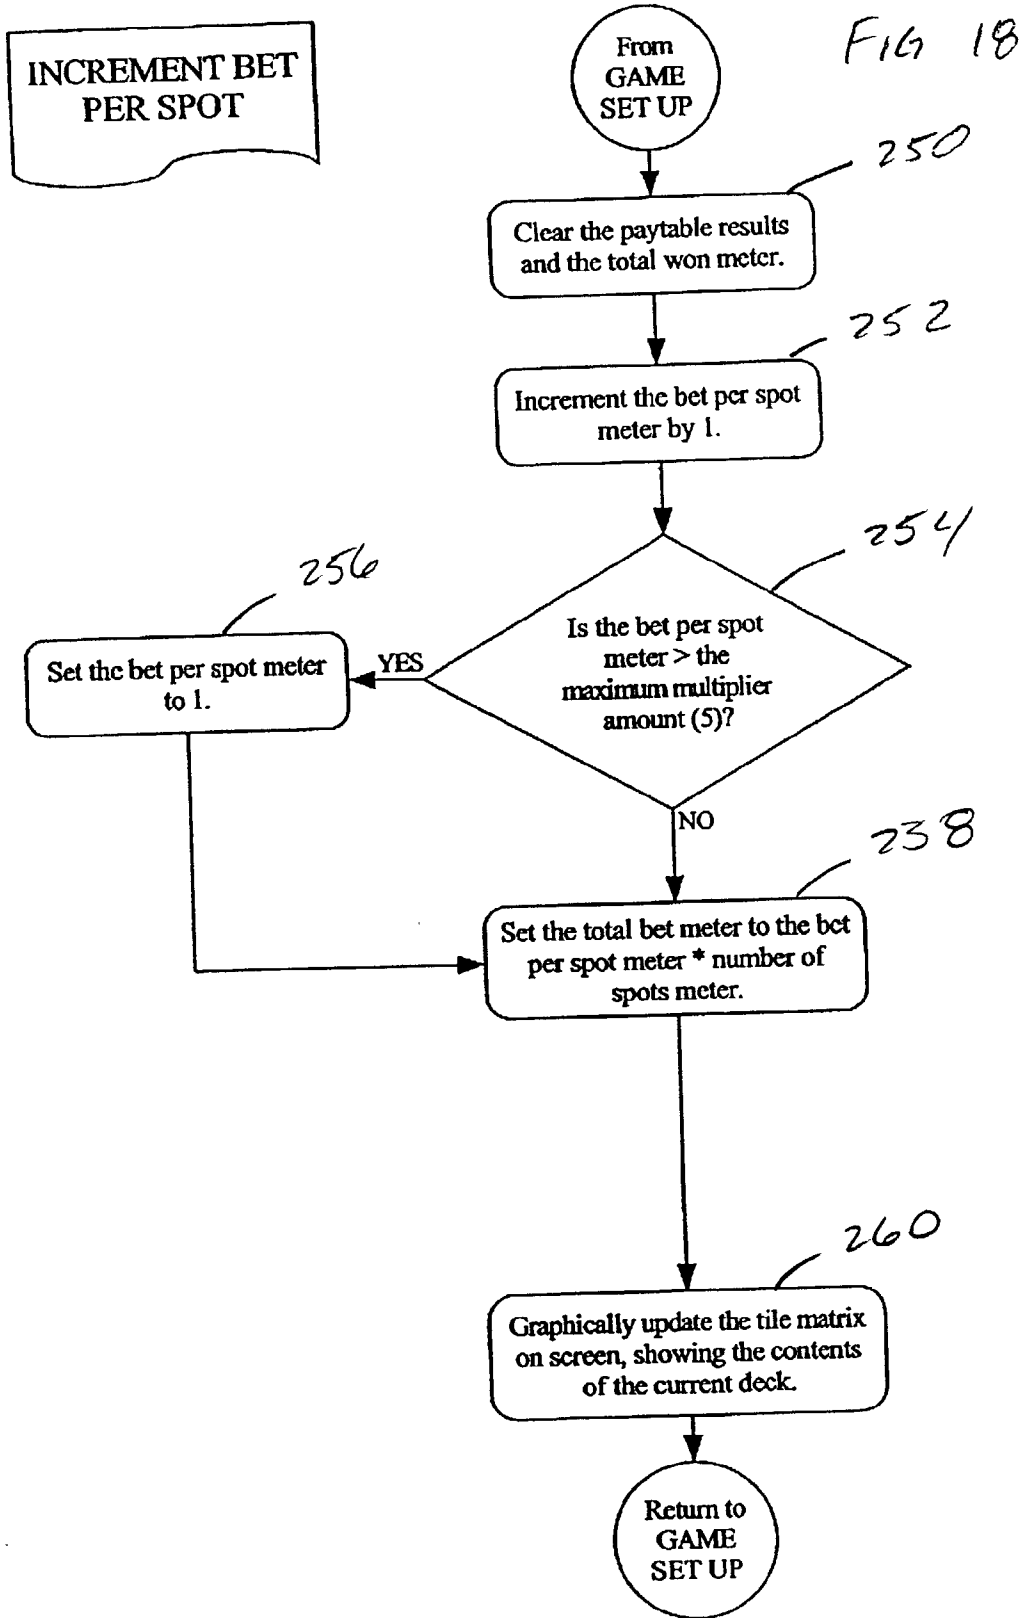 FIG 18
INCREMENT BET
PER SPOT
From
GAME
SET UP
250
Clear the paytable results
and the total won meter.
252
Increment the bet per spot
meter by 1.
254
Is the bet per spot
meter > the
maximum multiplier
amount (5)?
256
YES
Set the bet per spot meter
to 1.
NO
238
Set the total bet meter to the bet
per spot meter * number of
spots meter.
260
Graphically update the tile matrix
on screen, showing the contents
of the current deck.
Return to
GAME
SET UP